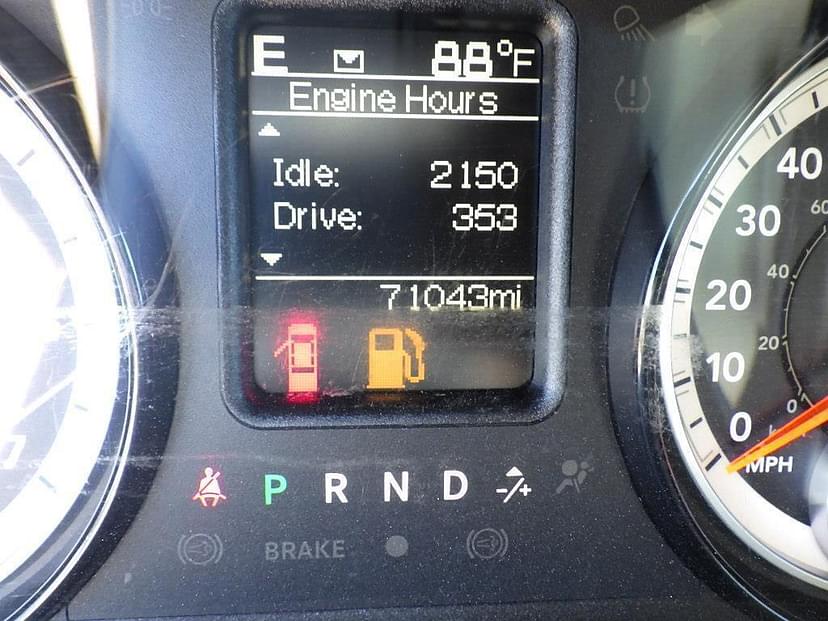 E 88°F
Engine Hours
Idle: 2150
Drive: 353
71043mi
40
60
30
40
20
20
10
0
0
MPH
P R N D -/+
BRAKE